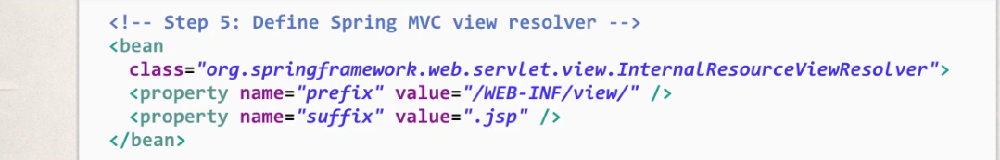 <!-- Step 5: Define Spring MVC view resolver -->
<bean
class="org.springframework.web.servlet.view.InternalResourceViewResolver">
<property name="prefix" value="/WEB-INF/view/" />
<property name="suffix" value=".jsp" />
</bean>